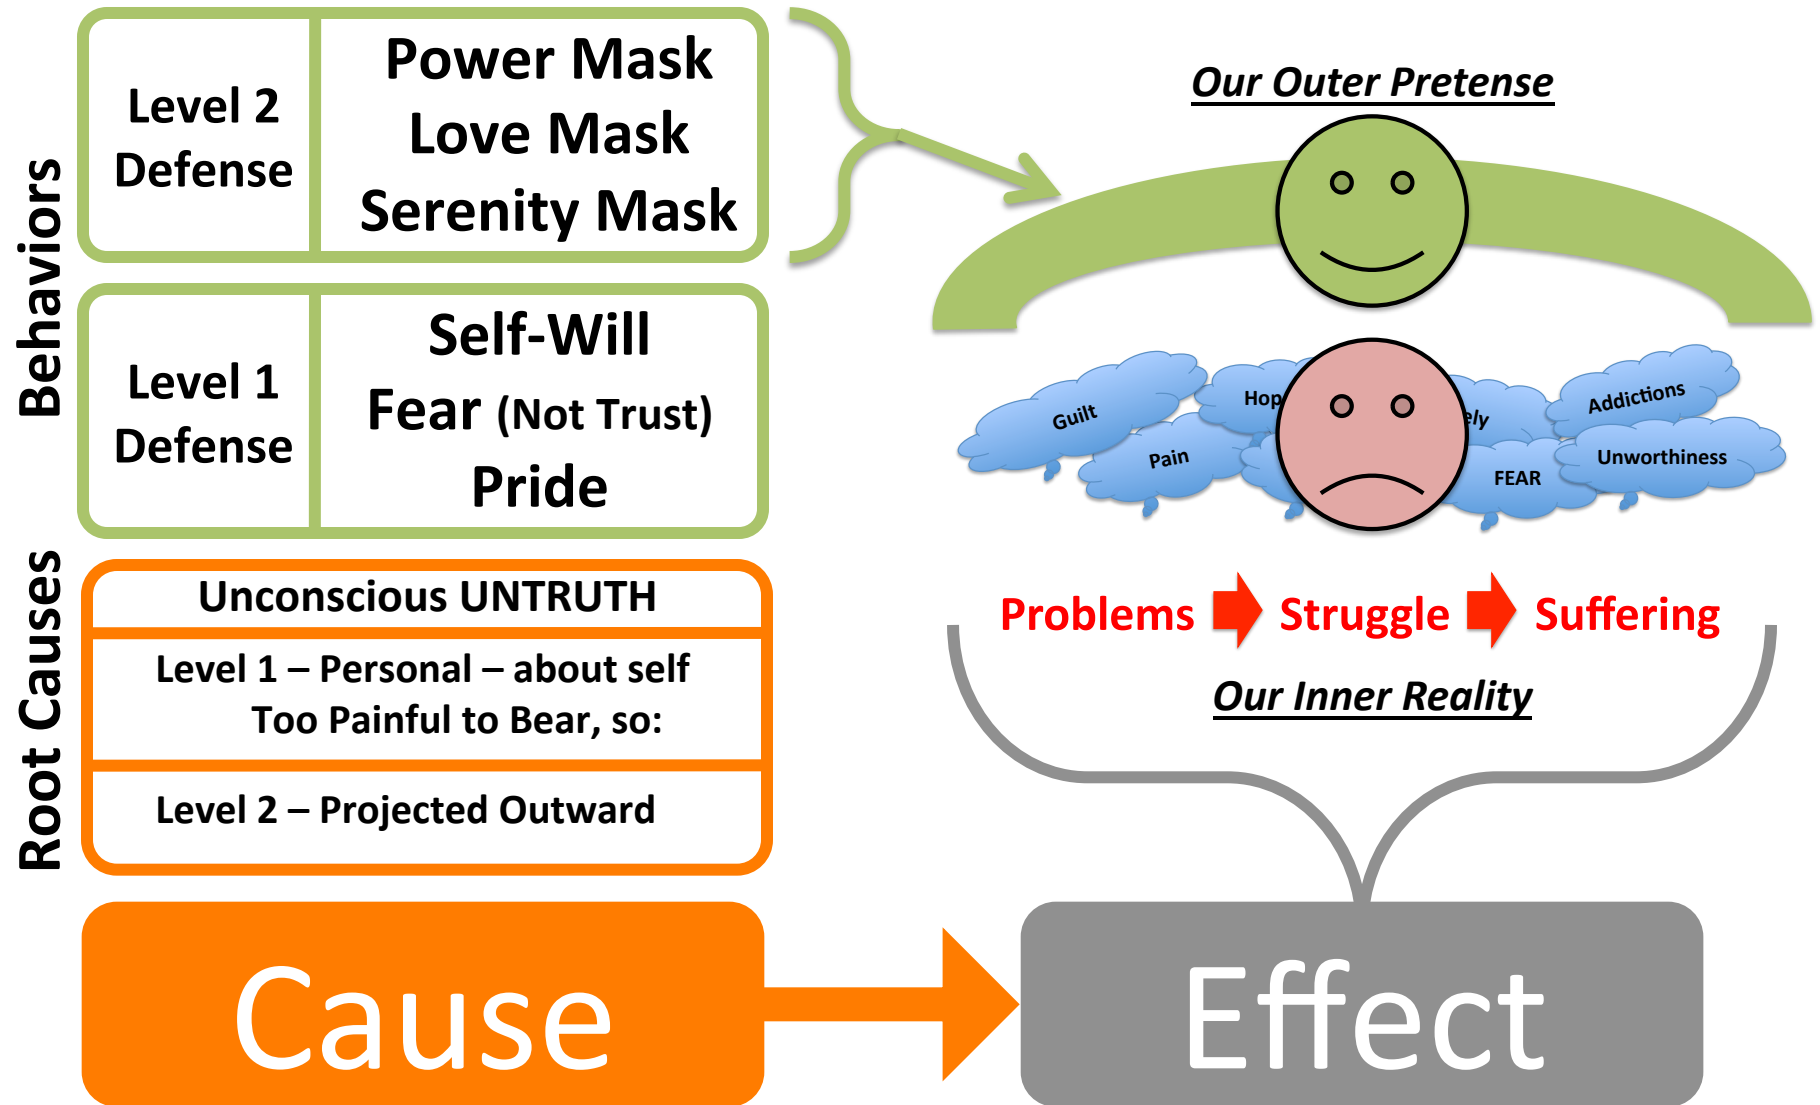 Behaviors
Level 2
Defense
Power Mask
Love Mask
Serenity Mask
Level 1
Defense
Self-Will
Fear (Not Trust)
Pride
Root Causes
Unconscious UNTRUTH
Level 1 – Personal – about self
Too Painful to Bear, so:
Level 2 – Projected Outward
Cause
Our Outer Pretense
Guilt
Pain
Hop
ely
FEAR
Addictions
Unworthiness
Problems
Struggle
Suffering
Our Inner Reality
Effect